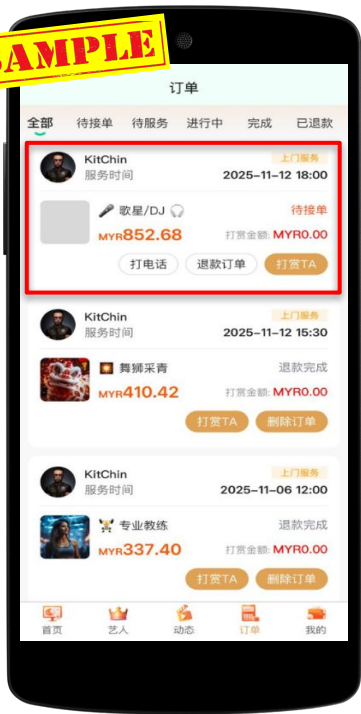 SAMPLE
订单
全部 待接单 待服务 进行中 完成 已退款
KitChin 上门服务
服务时间 2025-11-12 18:00
🎤 歌星/DJ 🎧 待接单
MYR852.68 打赏金额: MYR0.00
打电话 退款订单 打赏TA
KitChin 上门服务
服务时间 2025-11-12 15:30
🎇 舞狮采青 退款完成
MYR410.42 打赏金额: MYR0.00
打赏TA 删除订单
KitChin 上门服务
服务时间 2025-11-06 12:00
🏋 专业教练 退款完成
MYR337.40 打赏金额: MYR0.00
打赏TA 删除订单
首页 艺人 动态 订单 我的